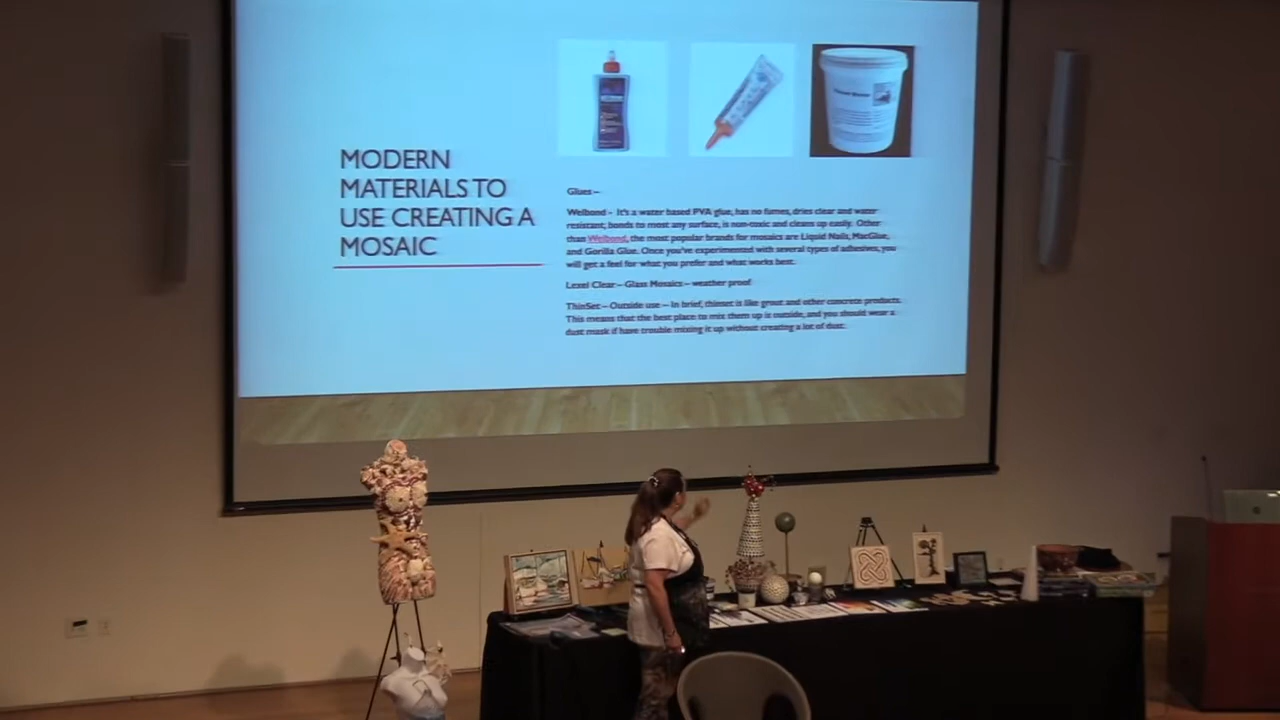 MODERN
MATERIALS TO
USE CREATING A
MOSAIC
Glues –
Welbond - It's a water based PVA glue, has no fumes, dries clear and water
resistant, bonds to most any surface, is non-toxic and cleans up easily. Other
than Welbond, the most popular brands for mosaics are Liquid Nails, MacGlue,
and Gorilla Glue. Once you've experimented with several types of adhesives, you
will get a feel for what you prefer and what works best.
Lexel Clear – Glass Mosaics – weather proof
ThinSet – Outside use – In brief, thinset is like grout and other concrete products.
This means that the best place to mix them up is outside, and you should wear a
dust mask if have trouble mixing it up without creating a lot of dust.